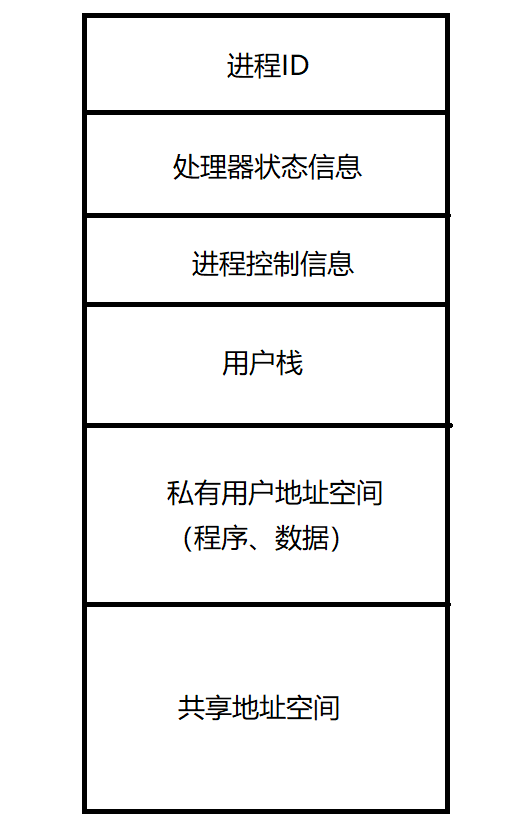 进程ID
处理器状态信息
进程控制信息
用户栈
私有用户地址空间
（程序、数据）
共享地址空间